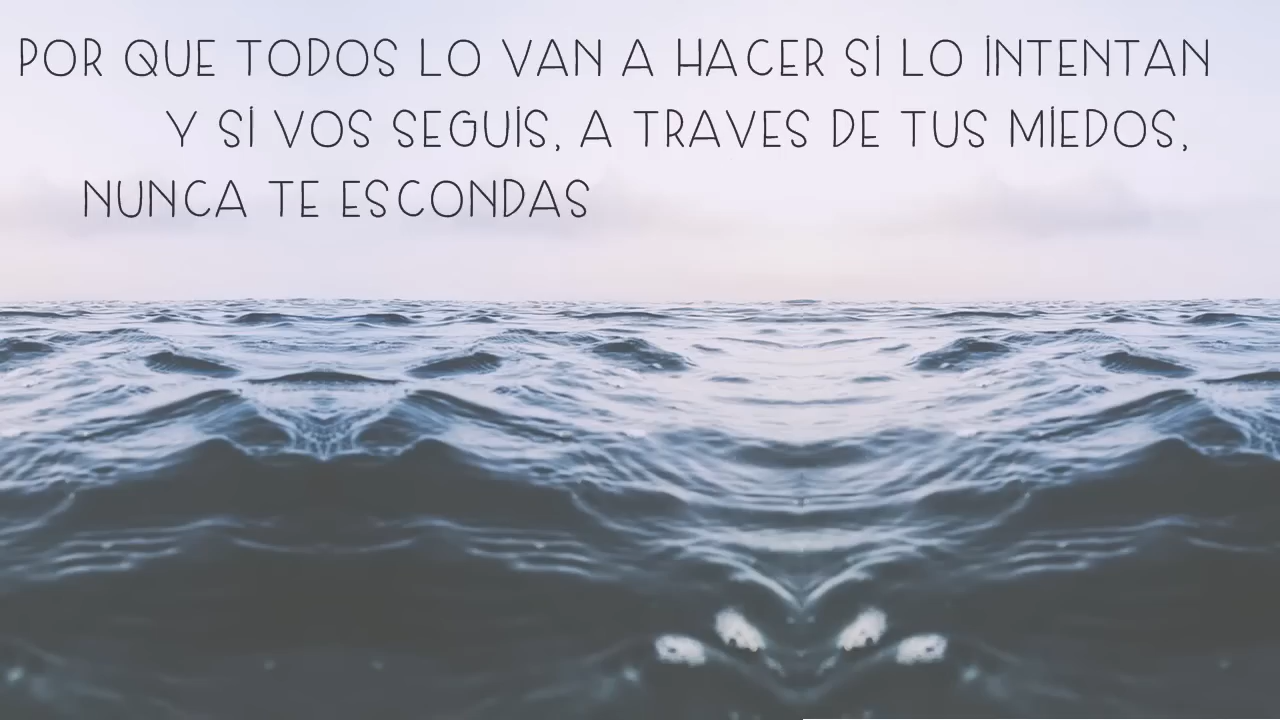 POR QUE TODOS LO VAN A HACER SI LO INTENTAN
Y SI VOS SEGUIS, A TRAVES DE TUS MIEDOS,
NUNCA TE ESCONDAS